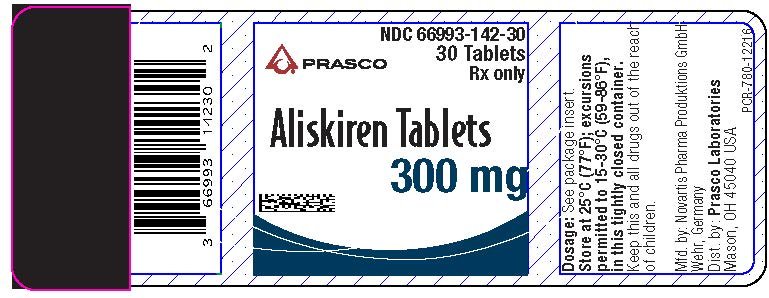 3 66993 14230 2
NDC 66993-142-30
30 Tablets
Rx only
PRASCO
Aliskiren Tablets
300 mg
Dosage: See package insert.
Store at 25°C (77°F); excursions
permitted to 15-30°C (59-86°F),
in this tightly closed container.
Keep this and all drugs out of the reach
of children.
Mfd. by: Novartis Pharma Produktions GmbH
Wehr, Germany
Dist. by: Prasco Laboratories
Mason, OH 45040 USA
PCR-780-12216